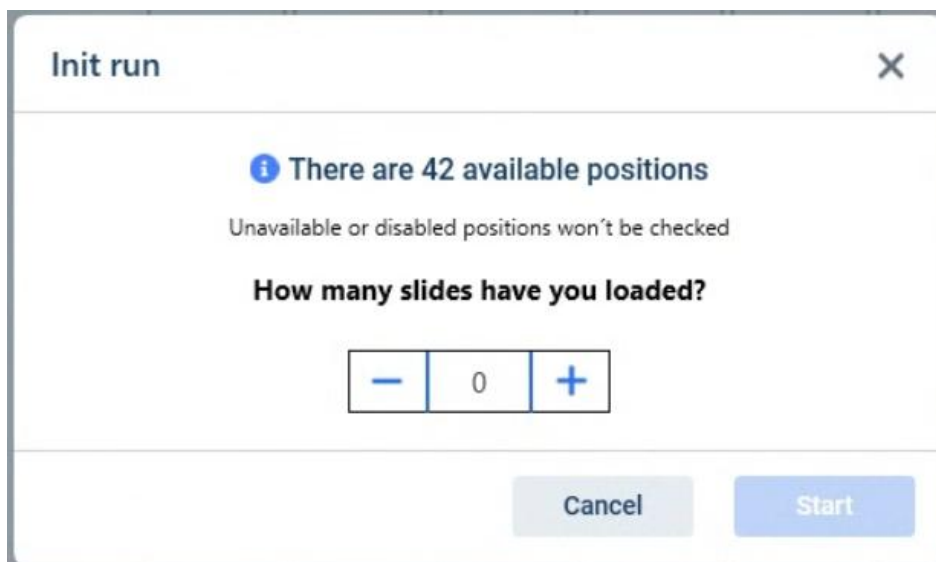 Init run
There are 42 available positions
Unavailable or disabled positions won´t be checked
How many slides have you loaded?
0
Cancel
Start